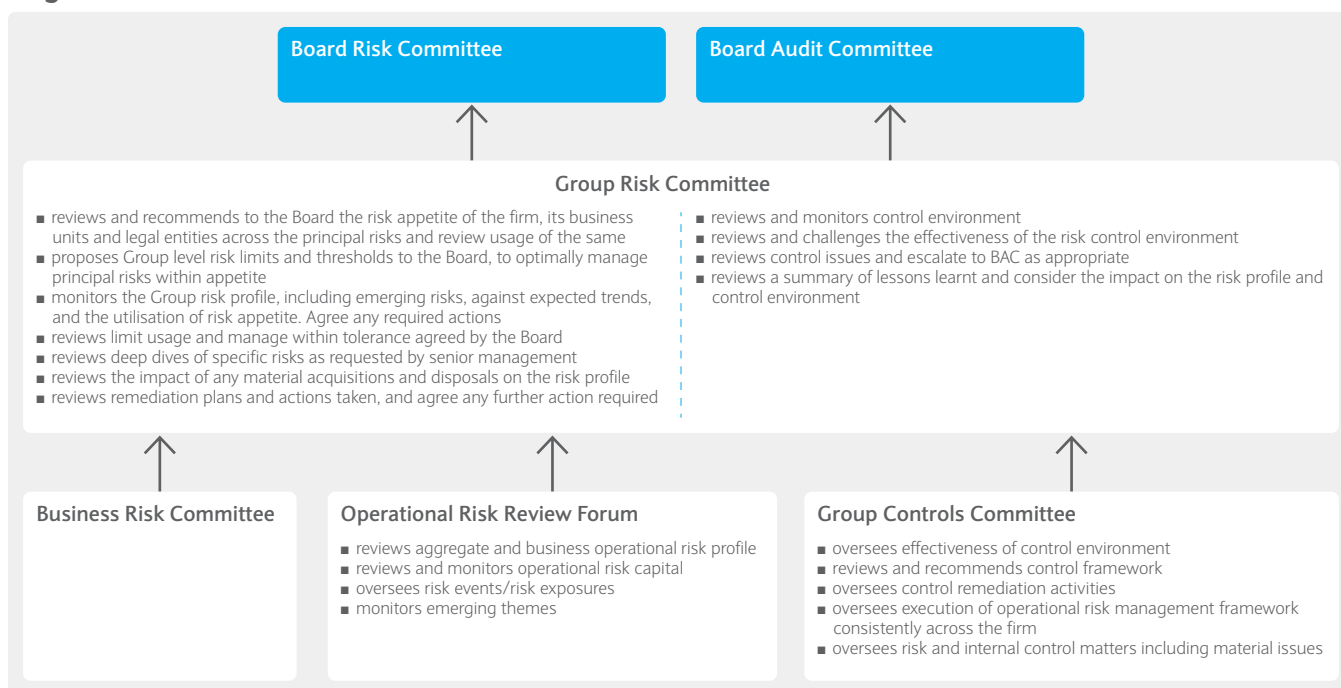 Board Risk Committee
Board Audit Committee
Group Risk Committee
■ reviews and recommends to the Board the risk appetite of the firm, its business
units and legal entities across the principal risks and review usage of the same
■ proposes Group level risk limits and thresholds to the Board, to optimally manage
principal risks within appetite
■ monitors the Group risk profile, including emerging risks, against expected trends,
and the utilisation of risk appetite. Agree any required actions
■ reviews limit usage and manage within tolerance agreed by the Board
■ reviews deep dives of specific risks as requested by senior management
■ reviews the impact of any material acquisitions and disposals on the risk profile
■ reviews remediation plans and actions taken, and agree any further action required
■ reviews and monitors control environment
■ reviews and challenges the effectiveness of the risk control environment
■ reviews control issues and escalate to BAC as appropriate
■ reviews a summary of lessons learnt and consider the impact on the risk profile and
control environment
Business Risk Committee
Operational Risk Review Forum
■ reviews aggregate and business operational risk profile
■ reviews and monitors operational risk capital
■ oversees risk events/risk exposures
■ monitors emerging themes
Group Controls Committee
■ oversees effectiveness of control environment
■ reviews and recommends control framework
■ oversees control remediation activities
■ oversees execution of operational risk management framework
consistently across the firm
■ oversees risk and internal control matters including material issues